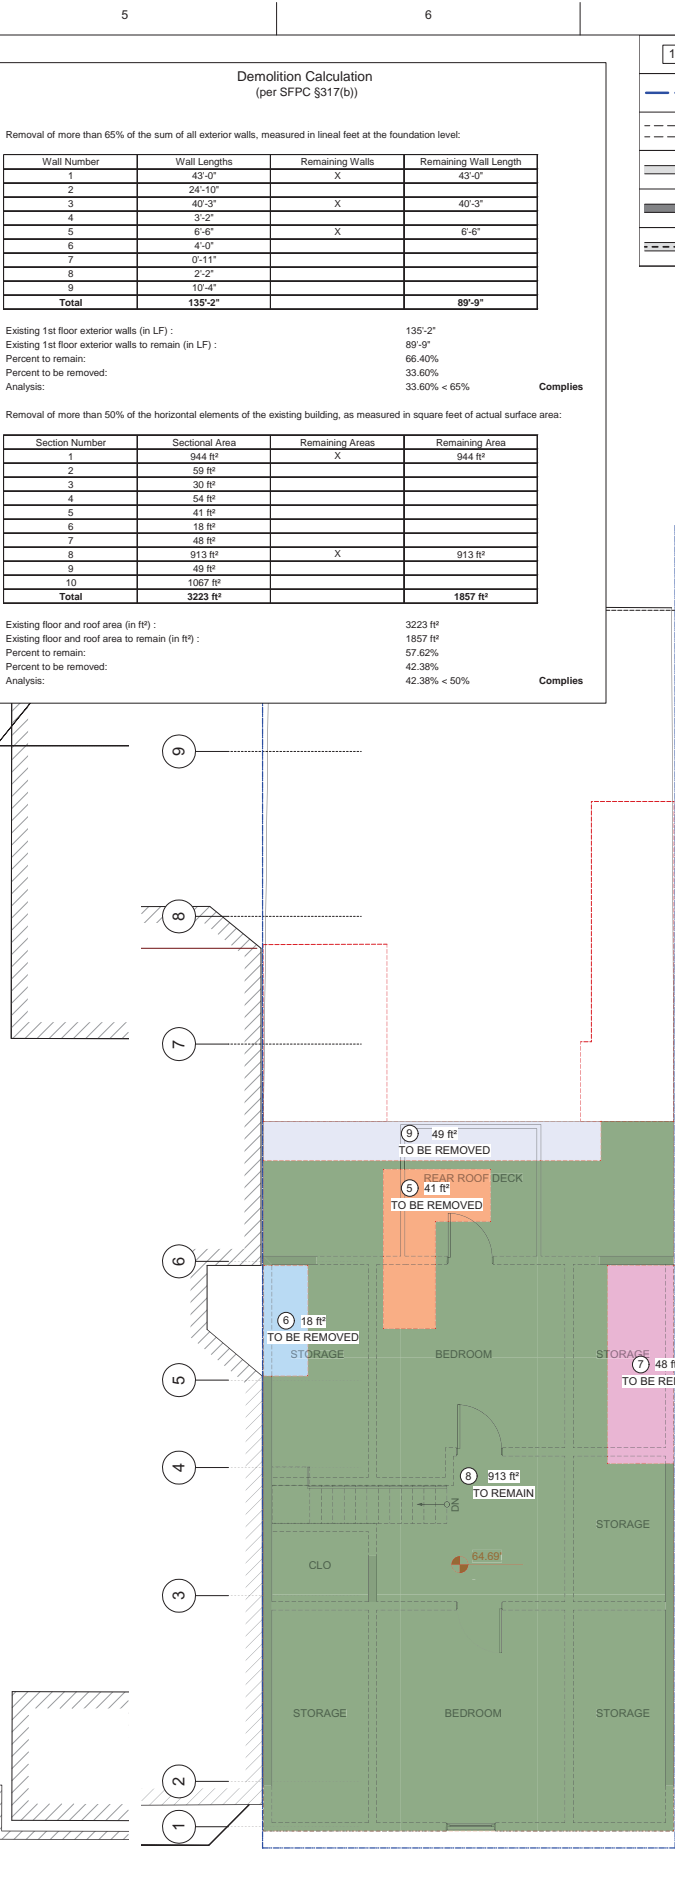 5 6
1
Demolition Calculation
(per SFPC §317(b))
Removal of more than 65% of the sum of all exterior walls, measured in lineal feet at the foundation level:
Wall Number Wall Lengths Remaining Walls Remaining Wall Length
1 43'-0" X 43'-0"
2 24'-10"
3 40'-3" X 40'-3"
4 3'-2"
5 6'-6" X 6'-6"
6 4'-0"
7 0'-11"
8 2'-2"
9 10'-4"
Total 135'-2" 89'-9"
Existing 1st floor exterior walls (in LF) : 135'-2"
Existing 1st floor exterior walls to remain (in LF) : 89'-9"
Percent to remain: 66.40%
Percent to be removed: 33.60%
Analysis: 33.60% < 65% Complies
Removal of more than 50% of the horizontal elements of the existing building, as measured in square feet of actual surface area:
Section Number Sectional Area Remaining Areas Remaining Area
1 944 ft² X 944 ft²
2 59 ft²
3 30 ft²
4 54 ft²
5 41 ft²
6 18 ft²
7 48 ft²
8 913 ft² X 913 ft²
9 49 ft²
10 1067 ft²
Total 3223 ft² 1857 ft²
Existing floor and roof area (in ft²) : 3223 ft²
Existing floor and roof area to remain (in ft²) : 1857 ft²
Percent to remain: 57.62%
Percent to be removed: 42.38%
Analysis: 42.38% < 50% Complies
9
8
7
9 49 ft²
TO BE REMOVED
REAR ROOF DECK
5 41 ft²
TO BE REMOVED
6
6 18 ft²
TO BE REMOVED
STORAGE BEDROOM STORAGE
7 48 f
TO BE RE
5
4
8 913 ft²
TO REMAIN
DN
STORAGE
CLO
64.69'
3
STORAGE BEDROOM STORAGE
2
1